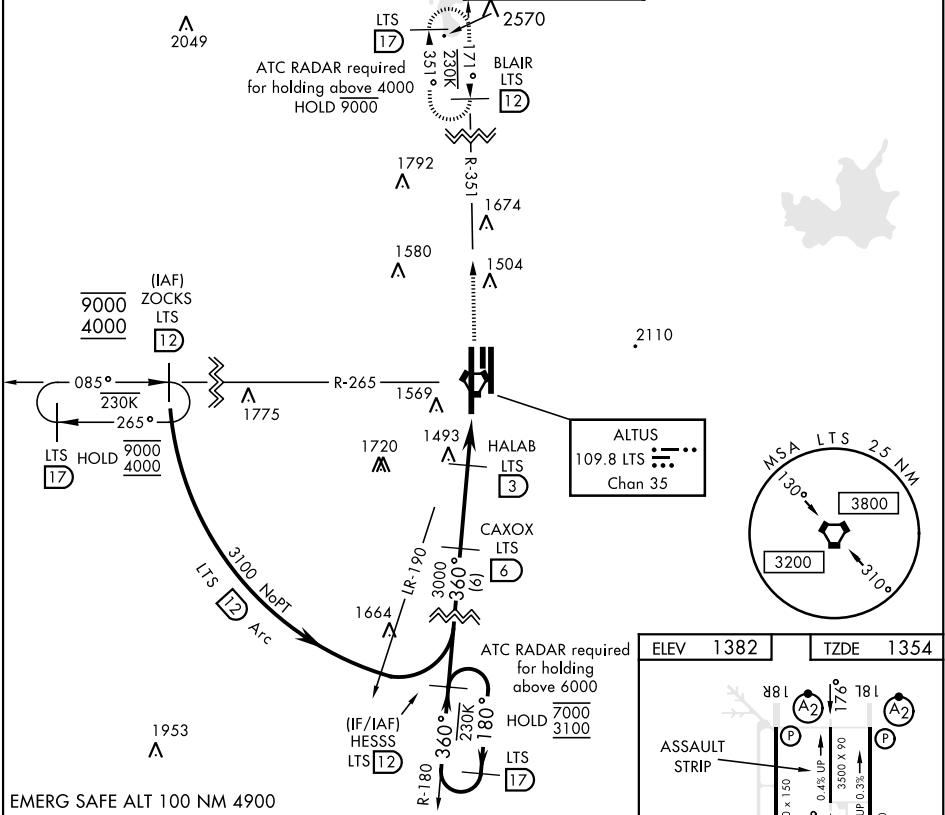 2049
LTS
17
2570
ATC RADAR required
for holding above 4000
HOLD 9000
351°
230K
171°
BLAIR
LTS
12
R-351
1792
1674
1580
1504
(IAF)
ZOCKS
LTS
12
9000
4000
2110
085°
230K
265°
R-265
1775
1569
LTS
17
HOLD 9000
4000
1720
1493
HALAB
LTS
3
ALTUS
109.8 LTS
Chan 35
MSA LTS 25 NM
130°
3800
3200
310°
CAXOX
LTS
6
LR-190
3000
360°
(6)
3100 NoPT
LTS 12 Arc
1664
ATC RADAR required
for holding
above 6000
HOLD 7000
3100
(IF/IAF)
HESSS
LTS 12
360°
230K
180°
LTS
17
R-180
1953
EMERG SAFE ALT 100 NM 4900
ELEV 1382
TZDE 1354
18R
A2
176°
18L
A2
P
P
ASSAULT
STRIP
0.4% UP
3500 X 90
UP 0.3%
0 x 150